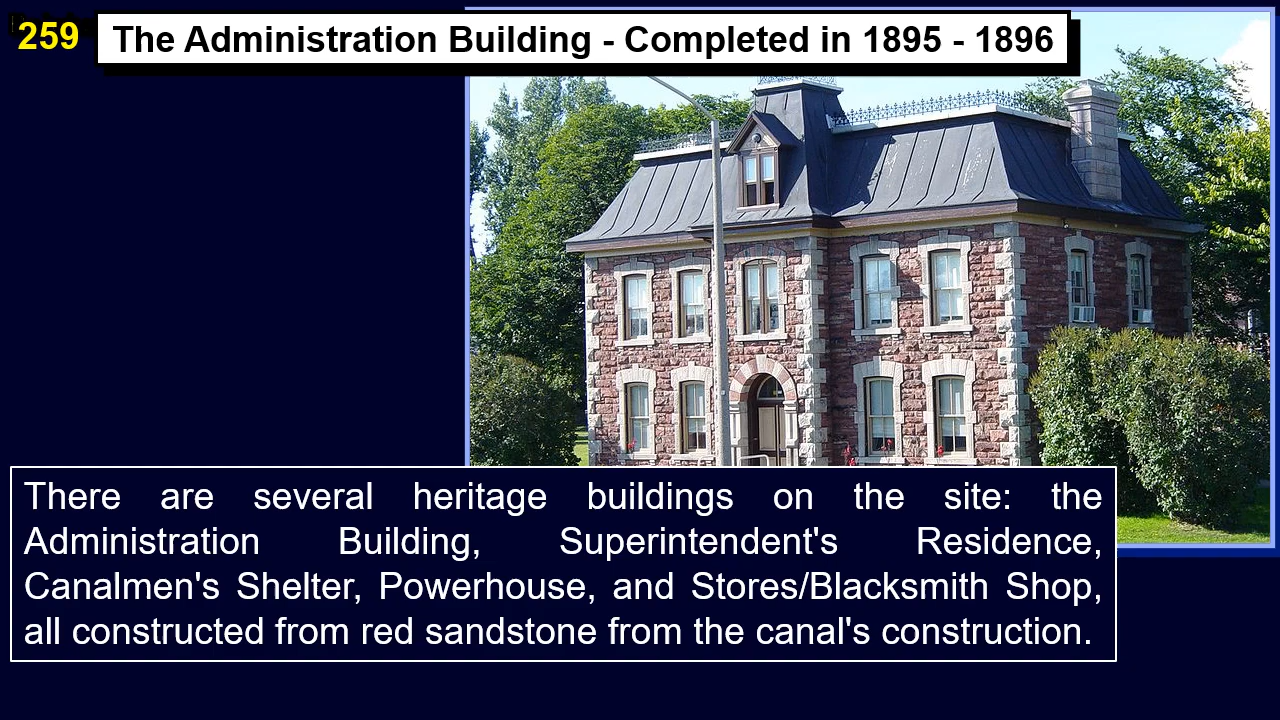 259
The Administration Building - Completed in 1895 - 1896
There are several heritage buildings on the site: the
Administration Building, Superintendent's Residence,
Canalmen's Shelter, Powerhouse, and Stores/Blacksmith Shop,
all constructed from red sandstone from the canal's construction.